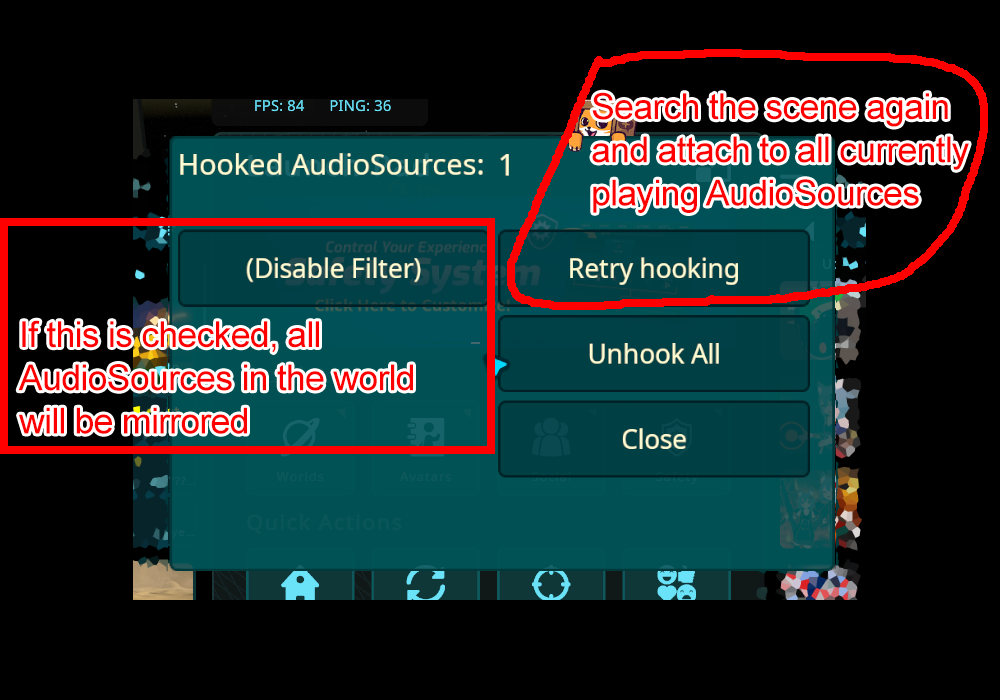 FPS: 84 PING: 36
Search the scene again
and attach to all currently
playing AudioSources
Hooked AudioSources: 1
Control Your Experience
Safety System
Click Here to Customize!
(Disable Filter)
Retry hooking
If this is checked, all
AudioSources in the world
will be mirrored
Unhook All
Close
Worlds
Avatars
Social
Safety
Quick Actions